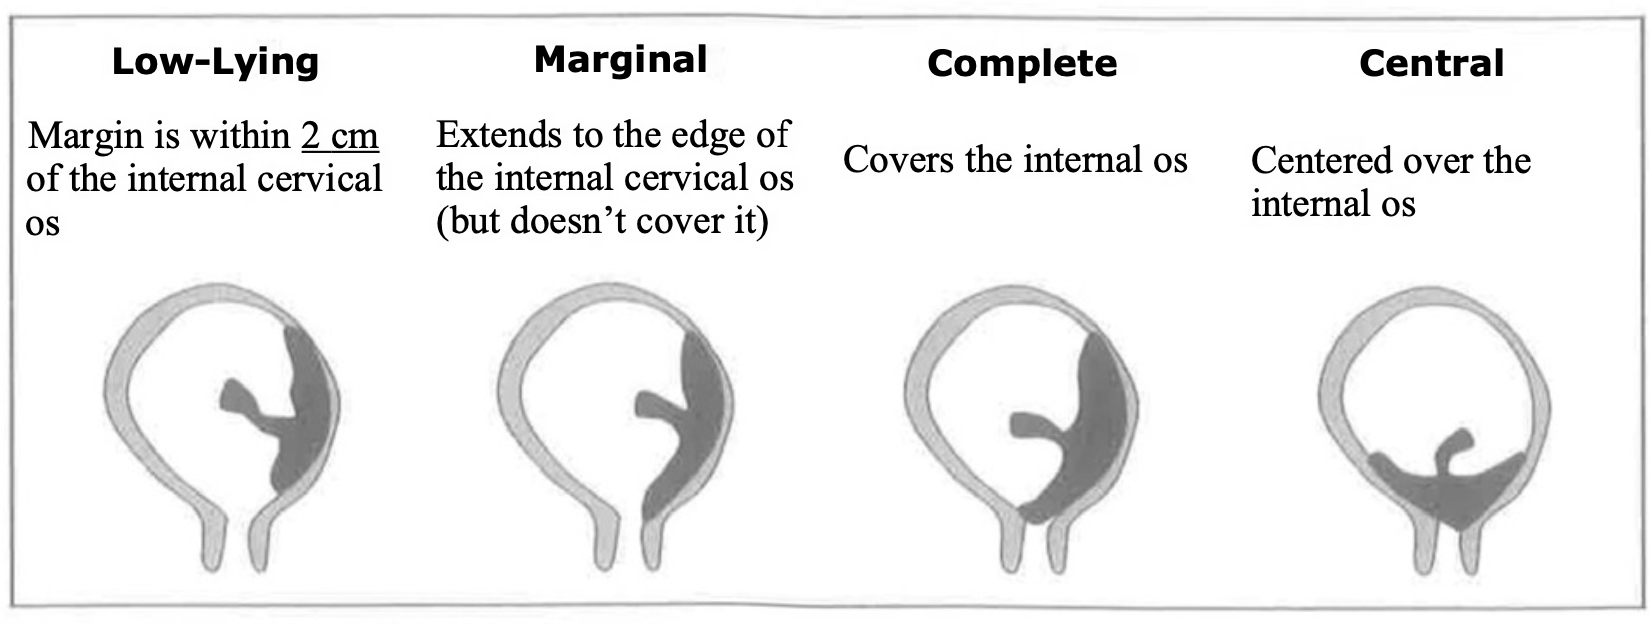 Low-Lying
Margin is within 2 cm
of the internal cervical
os
Marginal
Extends to the edge of
the internal cervical os
(but doesn’t cover it)
Complete
Covers the internal os
Central
Centered over the
internal os